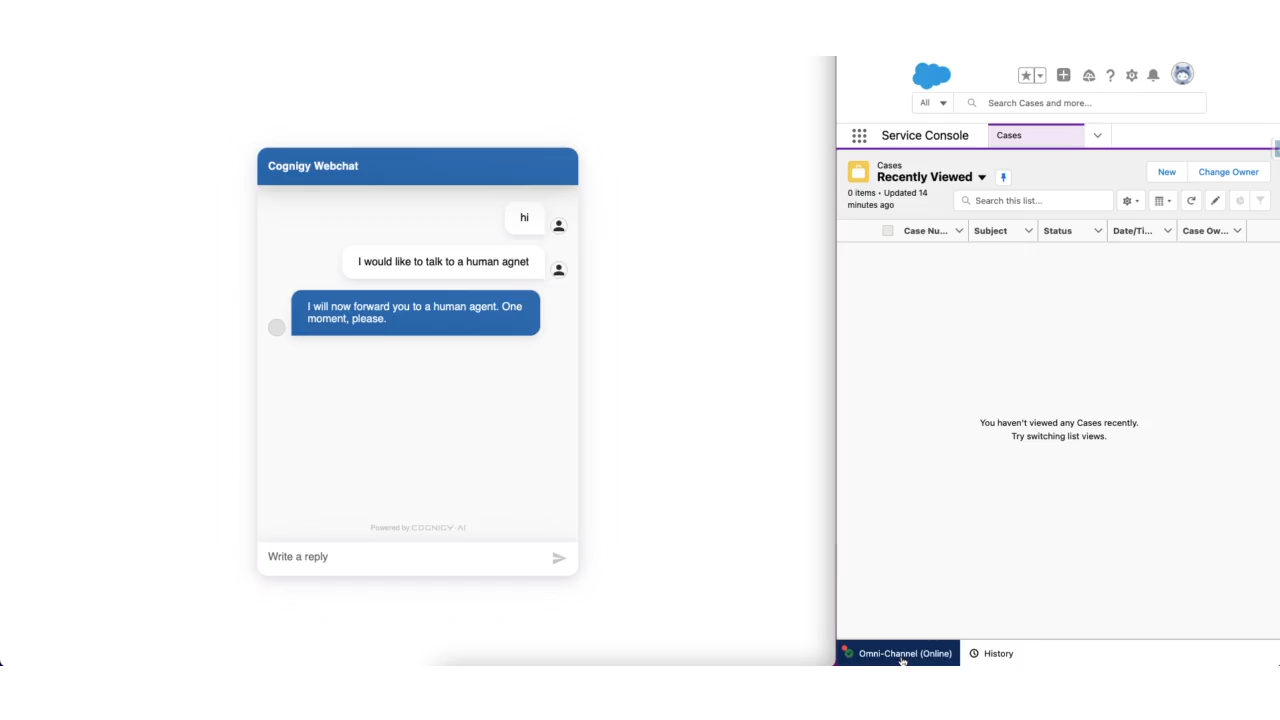 Cognigy Webchat
hi
I would like to talk to a human agnet
I will now forward you to a human agent. One
moment, please.
Powered by COGNIGY·AI
Write a reply
All
Search Cases and more...
Service Console
Cases
Cases
Recently Viewed
New
Change Owner
0 items • Updated 14
minutes ago
Search this list...
Case Nu...
Subject
Status
Date/Ti...
Case Ow...
You haven't viewed any Cases recently.
Try switching list views.
Omni-Channel (Online)
History